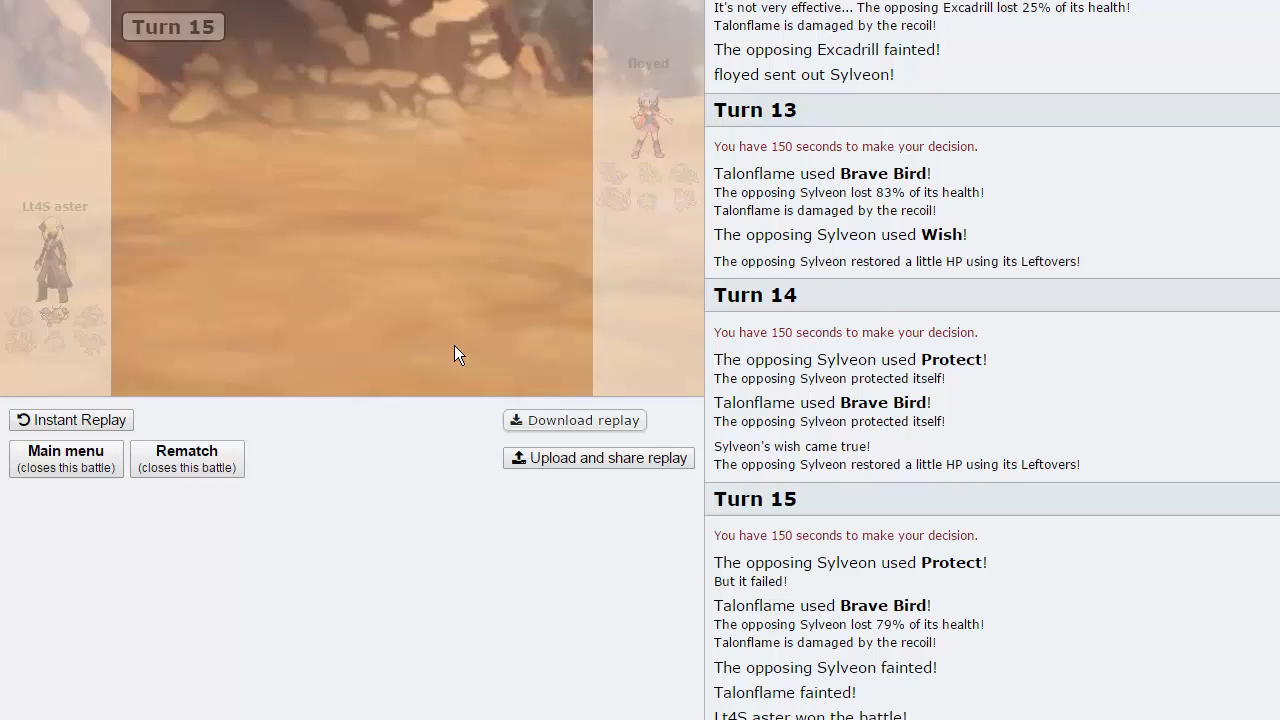 Turn 15
floyed
Lt4S aster
Instant Replay
Download replay
Main menu
(closes this battle)
Rematch
(closes this battle)
Upload and share replay
It's not very effective... The opposing Excadrill lost 25% of its health!
Talonflame is damaged by the recoil!
The opposing Excadrill fainted!
floyed sent out Sylveon!
Turn 13
You have 150 seconds to make your decision.
Talonflame used Brave Bird!
The opposing Sylveon lost 83% of its health!
Talonflame is damaged by the recoil!
The opposing Sylveon used Wish!
The opposing Sylveon restored a little HP using its Leftovers!
Turn 14
You have 150 seconds to make your decision.
The opposing Sylveon used Protect!
The opposing Sylveon protected itself!
Talonflame used Brave Bird!
The opposing Sylveon protected itself!
Sylveon's wish came true!
The opposing Sylveon restored a little HP using its Leftovers!
Turn 15
You have 150 seconds to make your decision.
The opposing Sylveon used Protect!
But it failed!
Talonflame used Brave Bird!
The opposing Sylveon lost 79% of its health!
Talonflame is damaged by the recoil!
The opposing Sylveon fainted!
Talonflame fainted!
Lt4S aster won the battle!